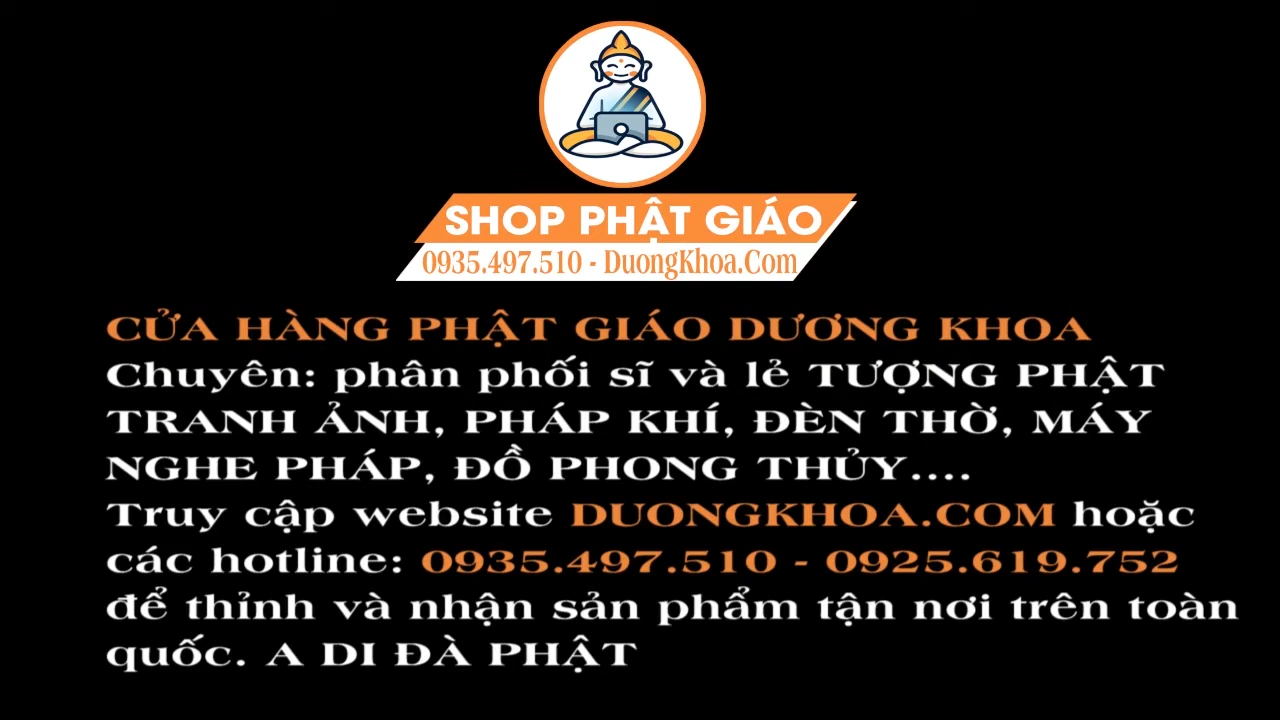 SHOP PHẬT GIÁO
0935.497.510 - DuongKhoa.Com
CỬA HÀNG PHẬT GIÁO DƯƠNG KHOA
Chuyên: phân phối sĩ và lẻ TƯỢNG PHẬT
TRANH ẢNH, PHÁP KHÍ, ĐÈN THỜ, MÁY
NGHE PHÁP, ĐỒ PHONG THỦY....
Truy cập website DUONGKHOA.COM hoặc
các hotline: 0935.497.510 - 0925.619.752
để thỉnh và nhận sản phẩm tận nơi trên toàn
quốc. A DI ĐÀ PHẬT